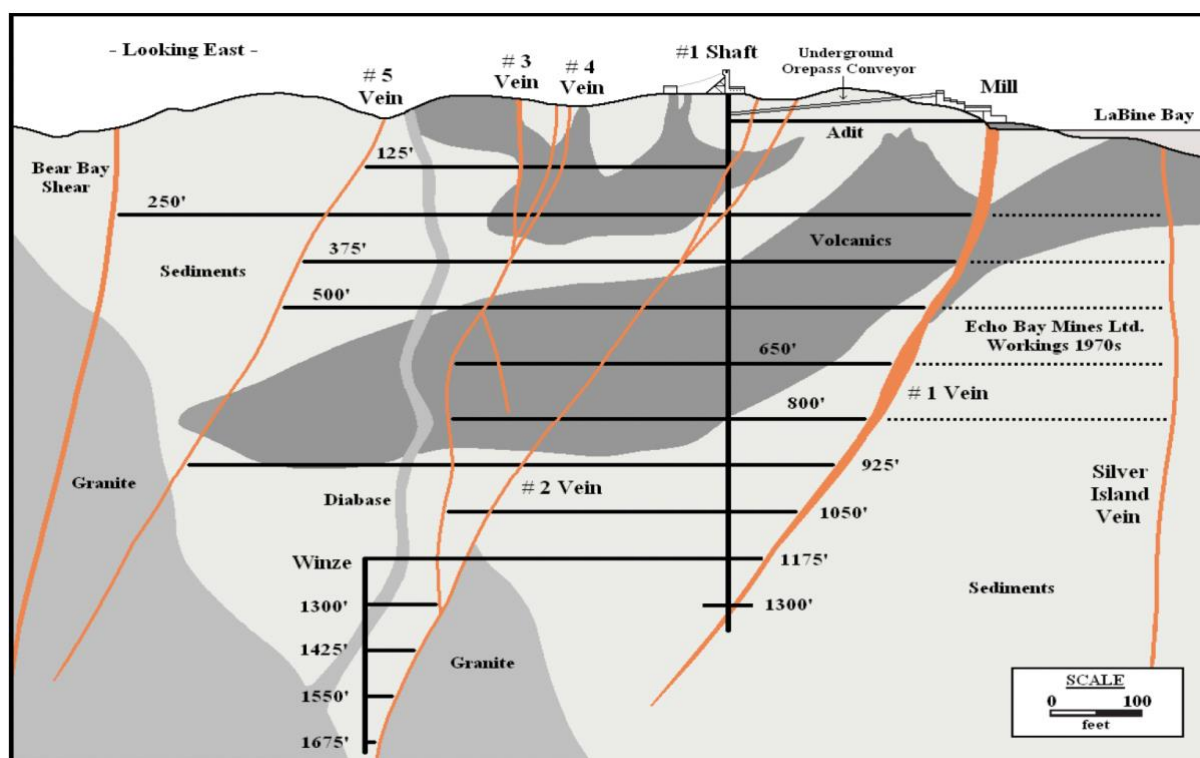 - Looking East -
# 5
Vein
# 3
Vein
# 4
Vein
#1 Shaft
Underground
Orepass Conveyor
Mill
LaBine Bay
Adit
Bear Bay
Shear
125'
250'
Volcanics
Sediments
375'
500'
Echo Bay Mines Ltd.
Workings 1970s
650'
# 1 Vein
800'
925'
Granite
# 2 Vein
Silver
Island
Vein
Diabase
1050'
Winze
1175'
Sediments
1300'
1300'
1425'
Granite
1550'
1675'
SCALE
0 100
feet